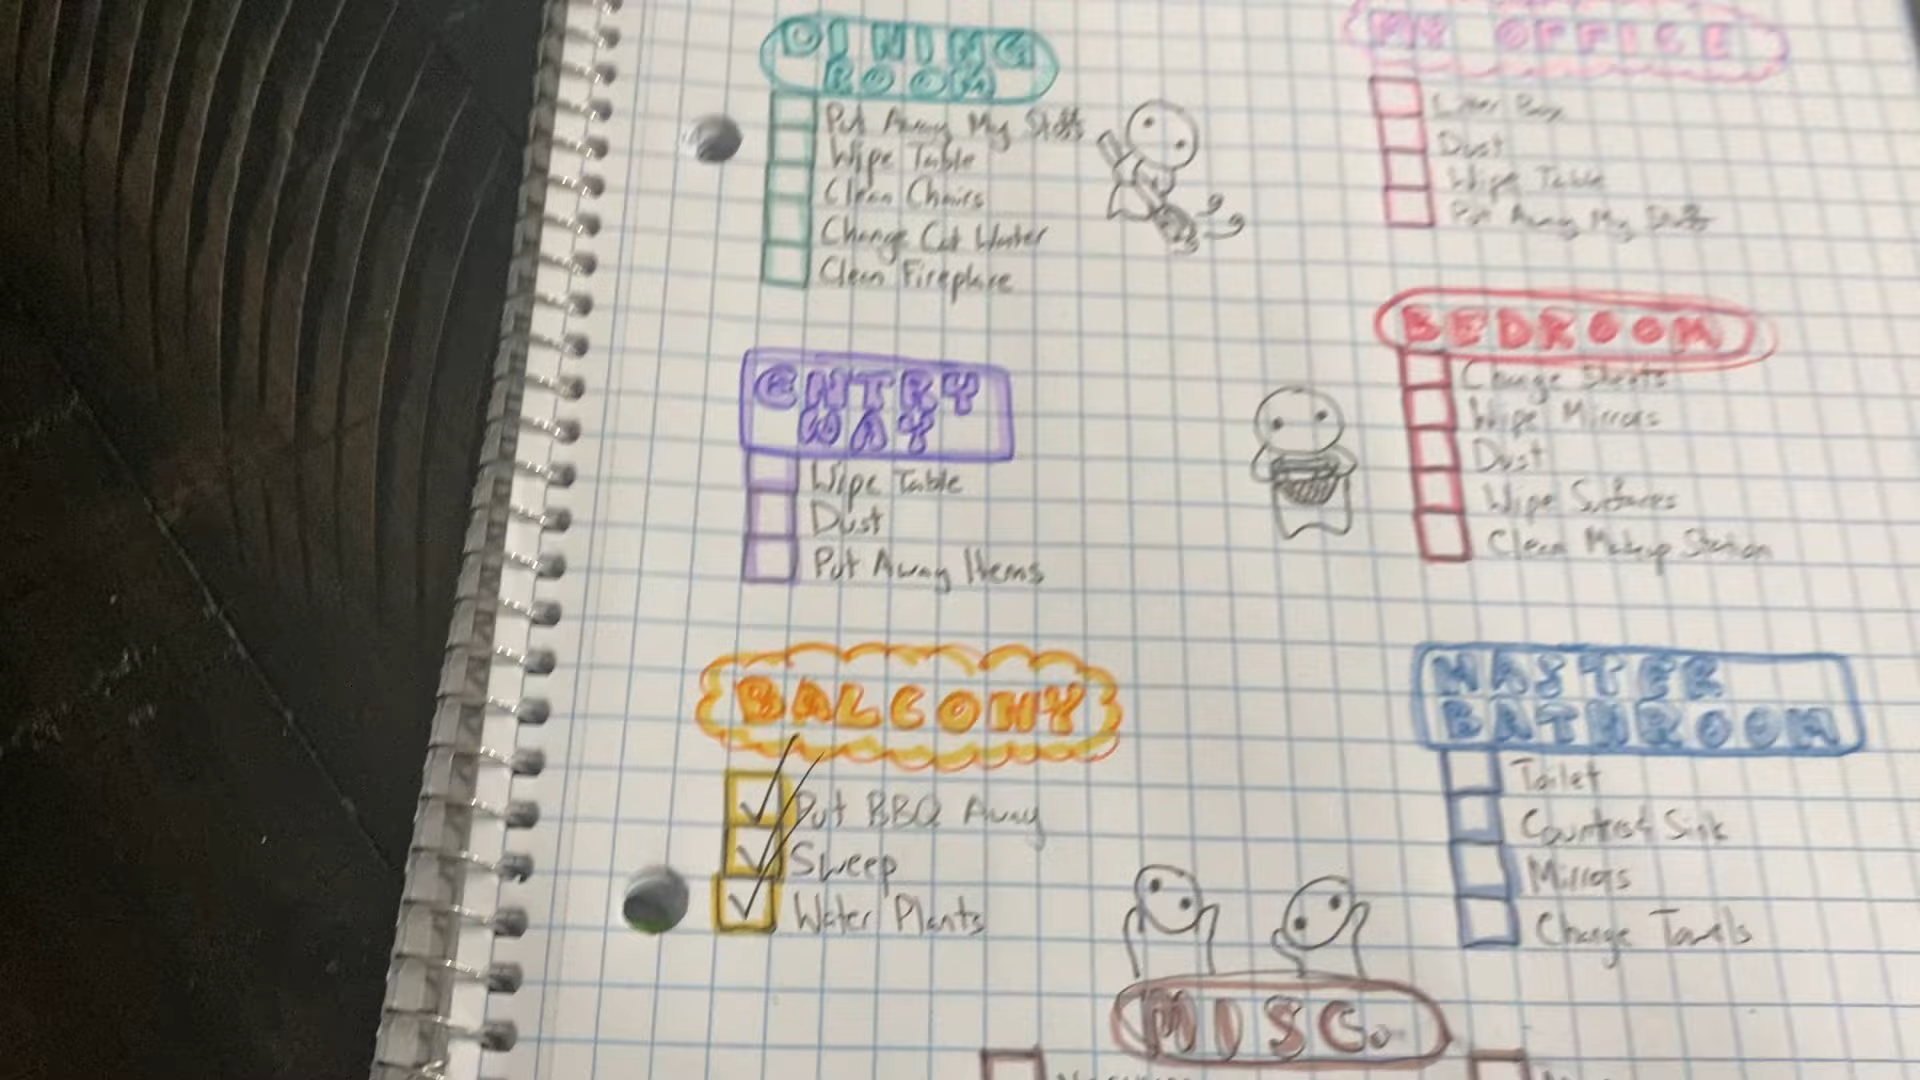 DINING
ROOM
Put Away My Stuff
Wipe Table
Clean Chairs
Change Cat Water
Clean Fireplace
ENTRY
WAY
Wipe Table
Dust
Put Away Items
BALCONY
Put BBQ Away
Sweep
Water Plants
MY OFFICE
Dust
Wipe Table
Put Away My Stuff
BEDROOM
Change Sheets
Wipe Mirrors
Dust
Wipe Surfaces
Clean Makeup Station
MASTER
BATHROOM
Toilet
Counter & Sink
Mirrors
Change Towels
MISC.